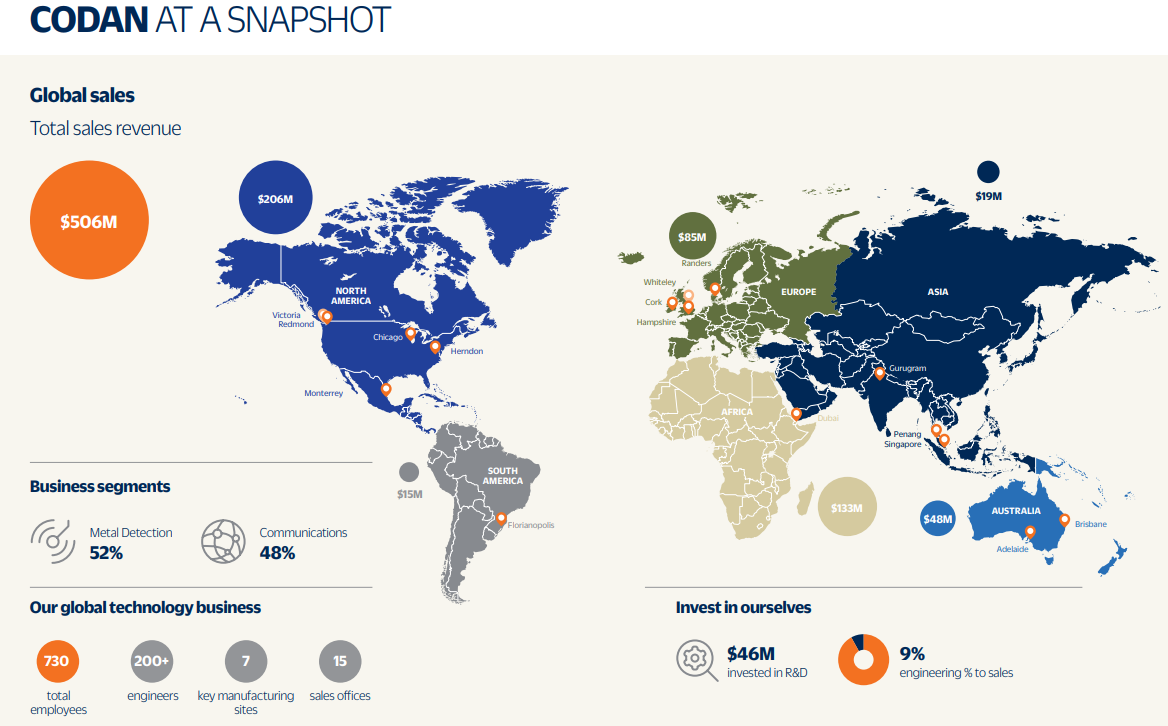 CODAN AT A SNAPSHOT
Global sales
Total sales revenue
$506M
$206M
$19M
$85M
Randers
Whiteley
Cork
Hampshire
EUROPE
ASIA
NORTH
AMERICA
Victoria
Redmond
Chicago
Herndon
Monterrey
Gurugram
AFRICA
Dubai
Penang
Singapore
$15M
SOUTH
AMERICA
Florianopolis
$133M
$48M
AUSTRALIA
Brisbane
Adelaide
Business segments
Metal Detection
52%
Communications
48%
Our global technology business
730
total
employees
200+
engineers
7
key manufacturing
sites
15
sales offices
Invest in ourselves
$46M
invested in R&D
9%
engineering % to sales